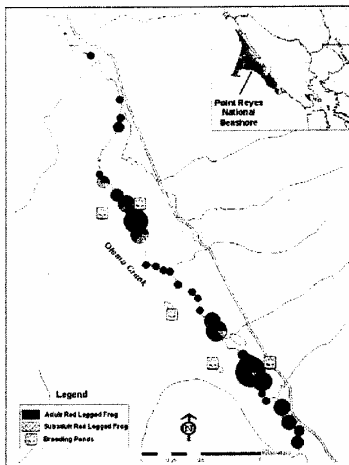 Point Reyes
National
Seashore
Olema Creek
Legend
Adult Red Legged Frog
Subadult Red Legged Frog
Breeding Ponds
N